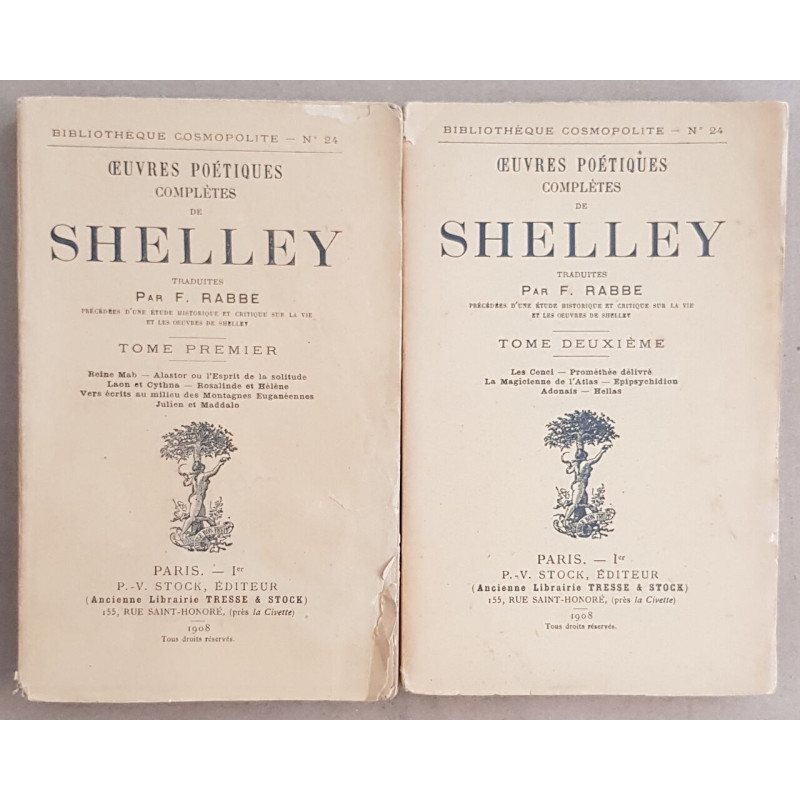 BIBLIOTHÈQUE COSMOPOLITE — N° 24
ŒUVRES POÉTIQUES
COMPLÈTES
DE
SHELLEY
TRADUITES
PAR F. RABBE
PRÉCÉDÉES D'UNE ÉTUDE HISTORIQUE ET CRITIQUE SUR LA VIE
ET LES ŒUVRES DE SHELLEY
TOME PREMIER
Reine Mab — Alastor ou l'Esprit de la solitude
Laon et Cythna — Rosalinde et Hélène
Vers écrits au milieu des Montagnes Euganéennes
Julien et Maddalo
PARIS. — Ier
P.-V. STOCK, ÉDITEUR
(Ancienne Librairie TRESSE & STOCK)
155, RUE SAINT-HONORÉ, (près la Civette)
1908
Tous droits réservés.
BIBLIOTHÈQUE COSMOPOLITE — N° 24
ŒUVRES POÉTIQUES
COMPLÈTES
DE
SHELLEY
TRADUITES
PAR F. RABBE
PRÉCÉDÉES D'UNE ÉTUDE HISTORIQUE ET CRITIQUE SUR LA VIE
ET LES ŒUVRES DE SHELLEY
TOME DEUXIÈME
Les Cenci — Prométhée délivré
La Magicienne de l'Atlas — Epipsychidion
Adonais — Hellas
PARIS. — Ier
P.-V. STOCK, ÉDITEUR
(Ancienne Librairie TRESSE & STOCK)
155, RUE SAINT-HONORÉ, (près la Civette)
1908
Tous droits réservés.